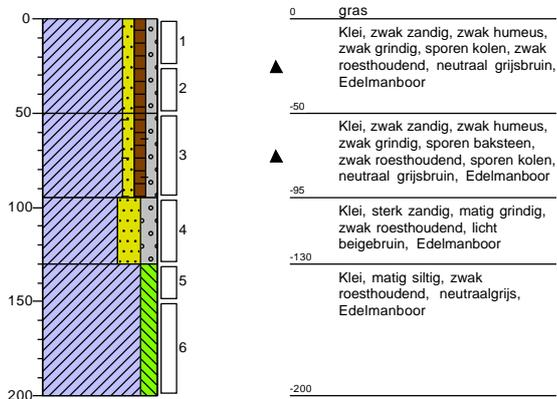 0
50
100
150
200
1
2
3
4
5
6
0 gras
Klei, zwak zandig, zwak humeus,
zwak grindig, sporen kolen, zwak
roesthoudend, neutraal grijsbruin,
Edelmanboor
-50
Klei, zwak zandig, zwak humeus,
zwak grindig, sporen baksteen,
zwak roesthoudend, sporen kolen,
neutraal grijsbruin, Edelmanboor
-95
Klei, sterk zandig, matig grindig,
zwak roesthoudend, licht
beigebruin, Edelmanboor
-130
Klei, matig siltig, zwak
roesthoudend, neutraalgrijs,
Edelmanboor
-200